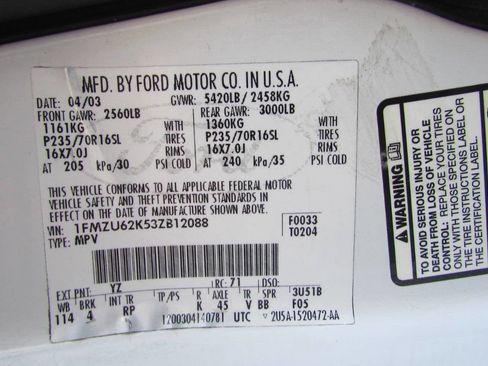 MFD. BY FORD MOTOR CO. IN U.S.A.
DATE: 04/03 GVWR: 5420LB/ 2458KG
FRONT GAWR: 2560LB REAR GAWR: 3000LB
1161KG WITH 1360KG WITH
P235/70R16SL TIRES P235/70R16SL TIRES
16X7.0J RIMS 16X7.0J RIMS
AT 205 kPa/30 PSI COLD AT 240 kPa/35 PSI COLD
THIS VEHICLE CONFORMS TO ALL APPLICABLE FEDERAL MOTOR
VEHICLE SAFETY AND BUMPER STANDARDS IN EFFECT ON
THE DATE OF MANUFACTURE SHOWN ABOVE.
VIN: 1FMZU62K53ZB12088 F0033
TYPE: MPV T0204
EXT PNT: YZ RC: 71 DSO:
WB BRK INT TR TP/PS R AXLE TR SPR 3U51B
114 4 RP K 45 V BB F05
1200304140781 UTC 2U5A-1520472-AA
WARNING
TO AVOID SERIOUS INJURY OR
DEATH FROM LOSS OF VEHICLE
CONTROL: REPLACE YOUR TIRES
ONLY WITH THOSE ON THE
TIRE INSTRUCTIONS LABEL OR
THE CERTIFICATION LABEL.
Ford